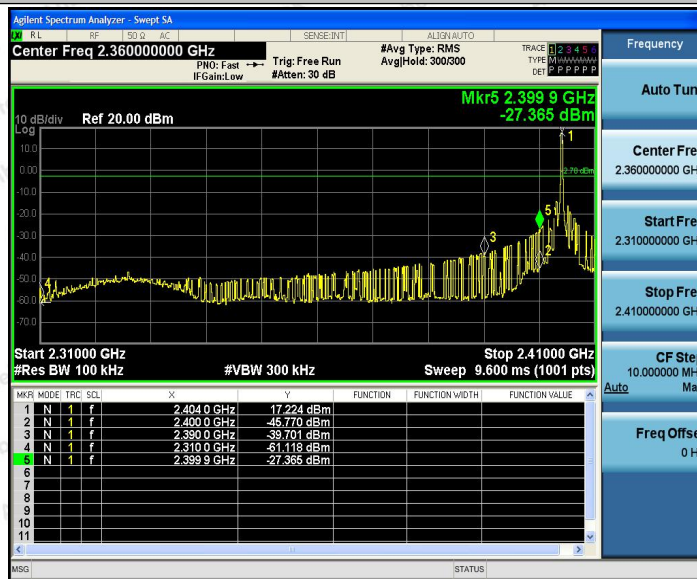 Agilent Spectrum Analyzer - Swept SA
RL RF 50 Ω AC SENSE:INT ALIGN AUTO
Center Freq 2.360000000 GHz
PNO: Fast
IFGain:Low
Trig: Free Run
#Atten: 30 dB
#Avg Type: RMS
Avg|Hold: 300/300
TRACE 1 2 3 4 5 6
TYPE M
DET P P P P P P
Mkr5 2.399 9 GHz
-27.365 dBm
10 dB/div Ref 20.00 dBm
Log
10.0
0.00
-10.0
-20.0
-30.0
-40.0
-50.0
-60.0
-70.0
2.78 dBm
1
5
3
2
4
Start 2.31000 GHz Stop 2.41000 GHz
#Res BW 100 kHz #VBW 300 kHz Sweep 9.600 ms (1001 pts)
MKR MODE TRC SCL X Y FUNCTION FUNCTION WIDTH FUNCTION VALUE
1 N 1 f 2.404 0 GHz 17.224 dBm
2 N 1 f 2.400 0 GHz -45.770 dBm
3 N 1 f 2.390 0 GHz -39.701 dBm
4 N 1 f 2.310 0 GHz -61.118 dBm
5 N 1 f 2.399 9 GHz -27.365 dBm
6
7
8
9
10
11
MSG STATUS
Frequency
Auto Tun
Center Fre
2.360000000 GH
Start Fre
2.310000000 GH
Stop Fre
2.410000000 GH
CF Ste
10.000000 MH
Auto Ma
Freq Offse
0 H